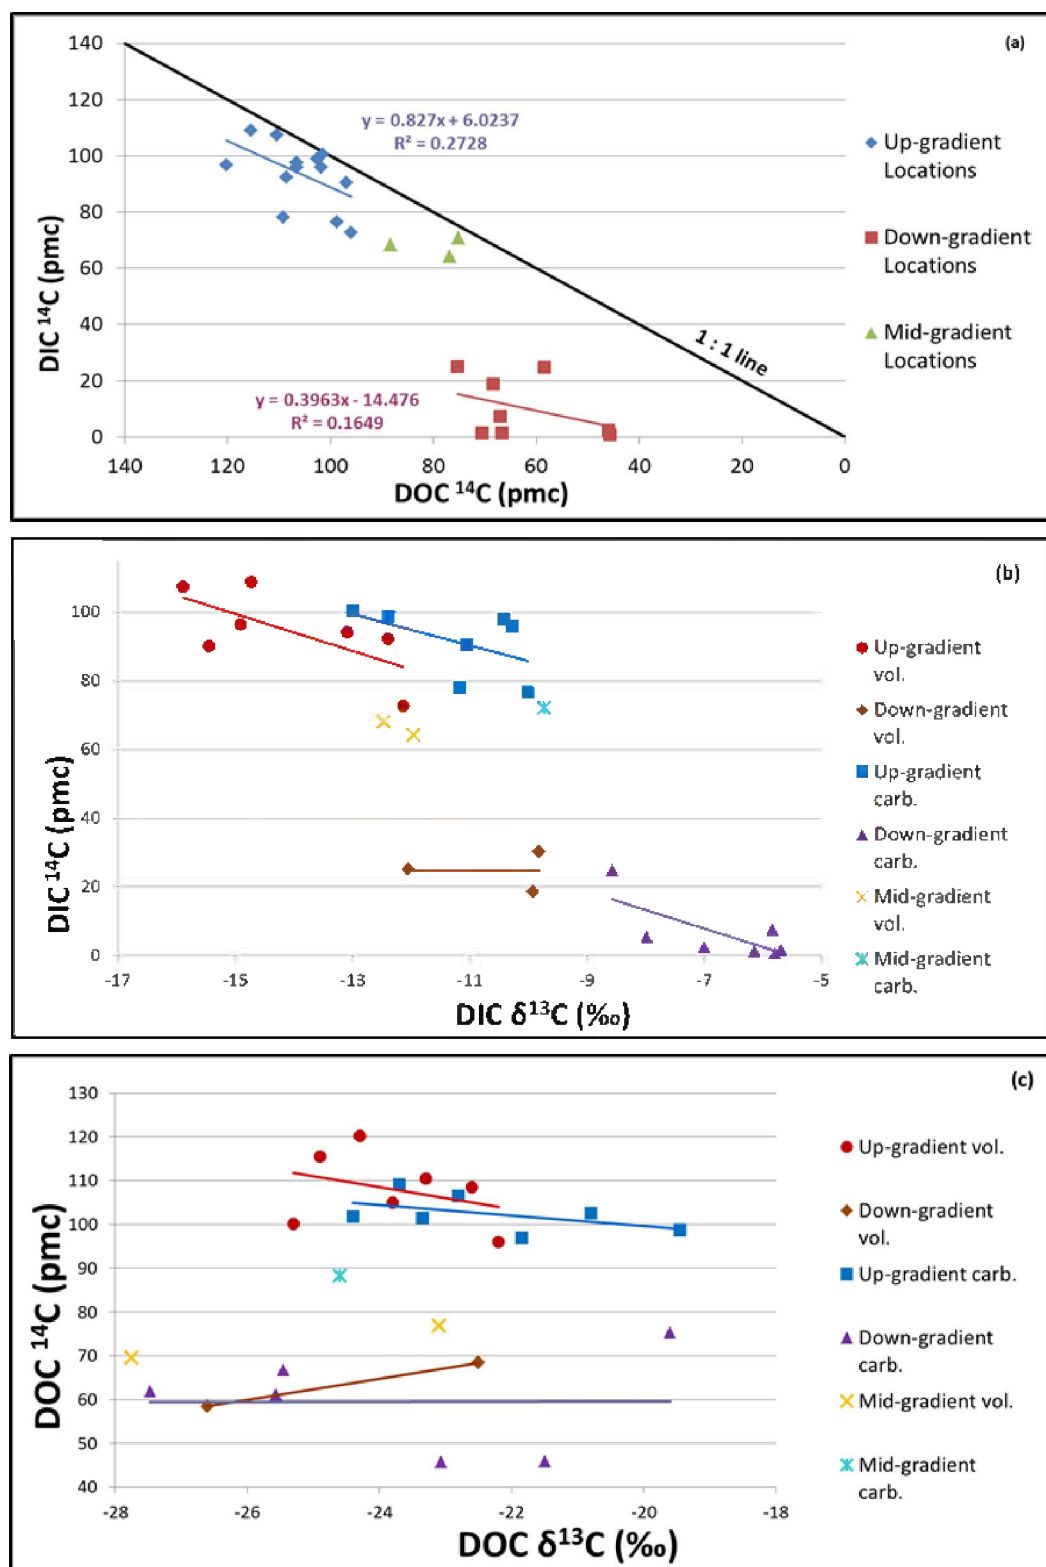 (a)
140
120
100
80
60
40
20
0
DIC ¹⁴C (pmc)
y = 0.827x + 6.0237
R² = 0.2728
y = 0.3963x - 14.476
R² = 0.1649
1 : 1 line
140 120 100 80 60 40 20 0
DOC ¹⁴C (pmc)
Up-gradient
Locations
Down-gradient
Locations
Mid-gradient
Locations
(b)
100
80
60
40
20
0
DIC ¹⁴C (pmc)
-17 -15 -13 -11 -9 -7 -5
DIC δ¹³C (‰)
Up-gradient
vol.
Down-gradient
vol.
Up-gradient
carb.
Down-gradient
carb.
Mid-gradient
vol.
Mid-gradient
carb.
(c)
130
120
110
100
90
80
70
60
50
40
DOC ¹⁴C (pmc)
-28 -26 -24 -22 -20 -18
DOC δ¹³C (‰)
Up-gradient vol.
Down-gradient
vol.
Up-gradient carb.
Down-gradient
carb.
Mid-gradient vol.
Mid-gradient
carb.